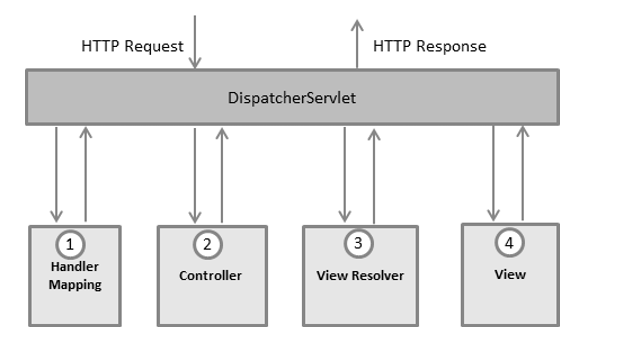 HTTP Request
HTTP Response
DispatcherServlet
1
Handler
Mapping
2
Controller
3
View Resolver
4
View